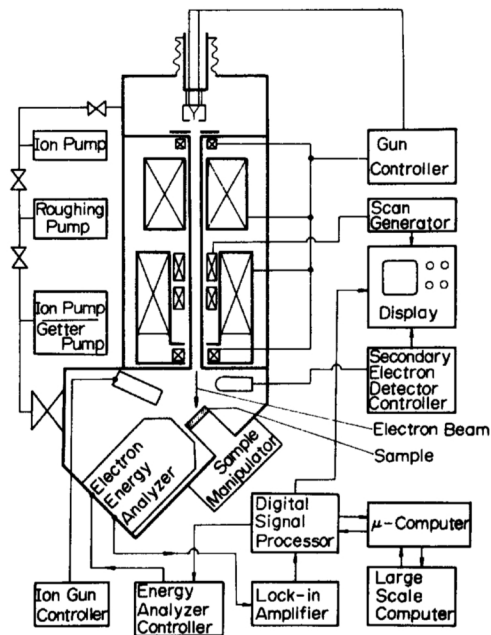 Ion Pump
Roughing
Pump
Ion Pump
Getter
Pump
Gun
Controller
Scan
Generator
Display
Secondary
Electron
Detector
Controller
Electron Beam
Sample
Electron
Energy
Analyzer
Sample
Manipulator
Digital
Signal
Processor
μ-Computer
Ion Gun
Controller
Energy
Analyzer
Controller
Lock-in
Amplifier
Large
Scale
Computer